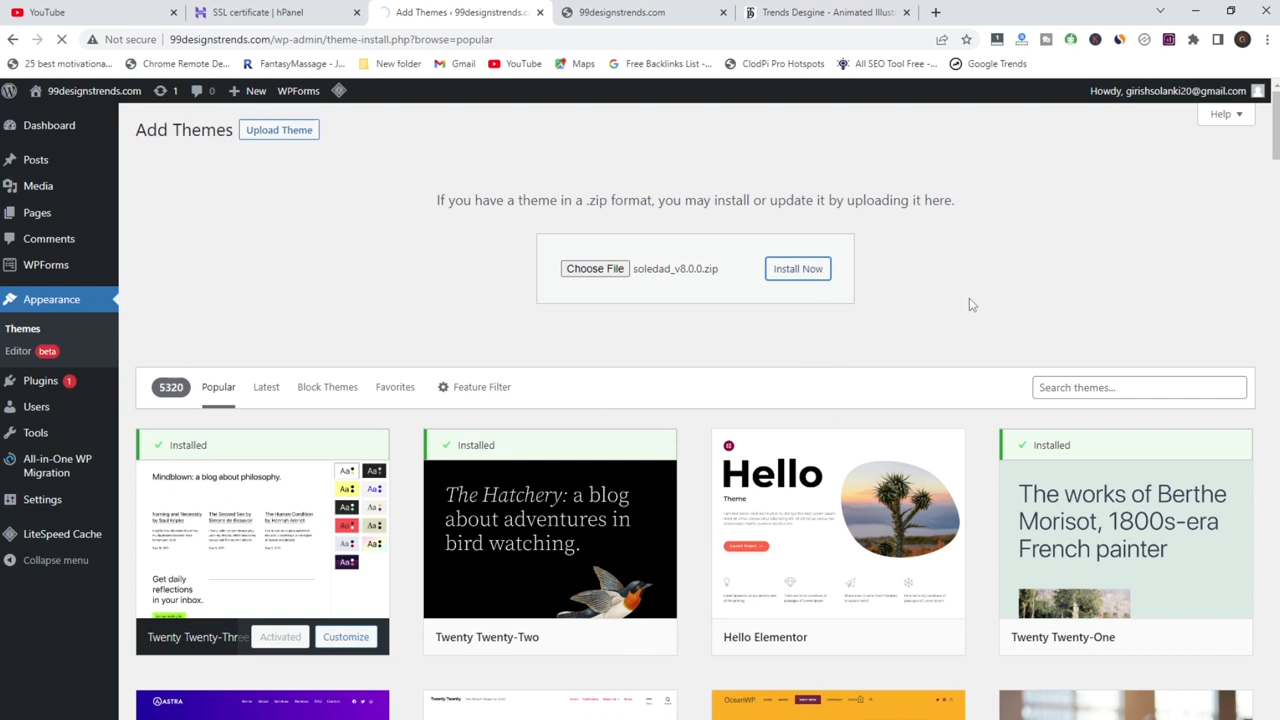 YouTube
SSL certificate | hPanel
Add Themes ‹ 99designstrends.c
99designstrends.com
Trends Desgine - Animated Illust
Not secure
99designstrends.com/wp-admin/theme-install.php?browse=popular
25 best motivationa...
Chrome Remote De...
FantasyMassage - J...
New folder
Gmail
YouTube
Maps
Free Backlinks List -...
ClodPi Pro Hotspots
All SEO Tool Free -...
Google Trends
99designstrends.com
1
0
New
WPForms
Howdy, girishsolanki20@gmail.com
Add Themes
Upload Theme
Help
Dashboard
Posts
Media
Pages
Comments
WPForms
Appearance
Themes
Editor beta
Plugins 1
Users
Tools
All-in-One WP
Migration
Settings
LiteSpeed Cache
Collapse menu
If you have a theme in a .zip format, you may install or update it by uploading it here.
Choose File soledad_v8.0.0.zip
Install Now
5320
Popular
Latest
Block Themes
Favorites
Feature Filter
Search themes...
Installed
Mindblown: a blog about philosophy.
Get daily
reflections
in your inbox.
Twenty Twenty-Three
Activated
Customize
Installed
The Hatchery: a blog
about adventures in
bird watching.
Twenty Twenty-Two
Hello
Theme
Hello Elementor
Installed
The works of Berthe
Morisot, 1800s-era
French painter
Twenty Twenty-One
ASTRA
Twenty Twenty
OceanWP